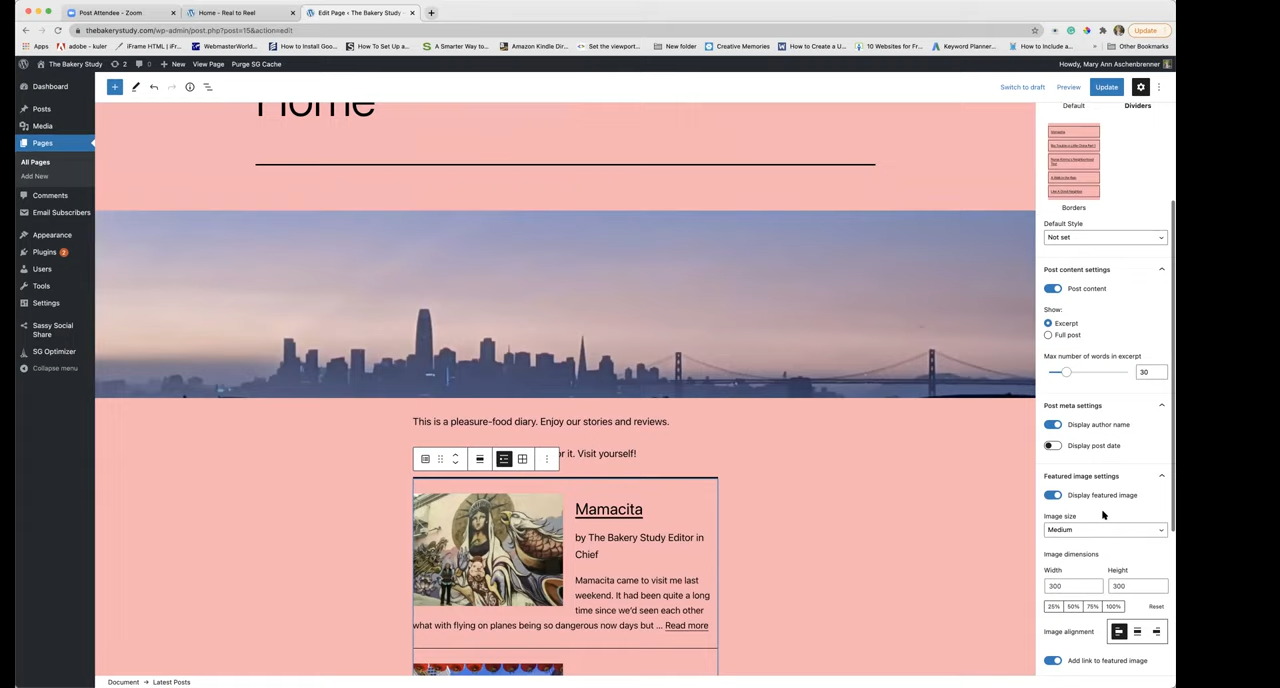 Post Attendee - Zoom
Home - Real to Reel
Edit Page ‹ The Bakery Study
thebakerystudy.com/wp-admin/post.php?post=15&action=edit
Update
Apps
adobe - kuler
iFrame HTML | iFr...
WebmasterWorld...
How to Install Goo...
How To Set Up a...
A Smarter Way to...
Amazon Kindle Dir...
Set the viewport...
New folder
Creative Memories
How to Create a U...
10 Websites for Fr...
Keyword Planner...
How to Include a...
Other Bookmarks
The Bakery Study
2
0
New
View Page
Purge SG Cache
Howdy, Mary Ann Aschenbrenner
Dashboard
Posts
Media
Pages
All Pages
Add New
Comments
Email Subscribers
Appearance
Plugins 2
Users
Tools
Settings
Sassy Social
Share
SG Optimizer
Collapse menu
Switch to draft
Preview
Update
Home
This is a pleasure-food diary. Enjoy our stories and reviews.
or it. Visit yourself!
Mamacita
by The Bakery Study Editor in
Chief
Mamacita came to visit me last
weekend. It had been quite a long
time since we'd seen each other
what with flying on planes being so dangerous now days but ... Read more
Default
Dividers
Mamacita
Borders
Default Style
Not set
Post content settings
Post content
Show:
Excerpt
Full post
Max number of words in excerpt
30
Post meta settings
Display author name
Display post date
Featured image settings
Display featured image
Image size
Medium
Image dimensions
Width
Height
300
300
25%
50%
75%
100%
Reset
Image alignment
Add link to featured image
Document → Latest Posts